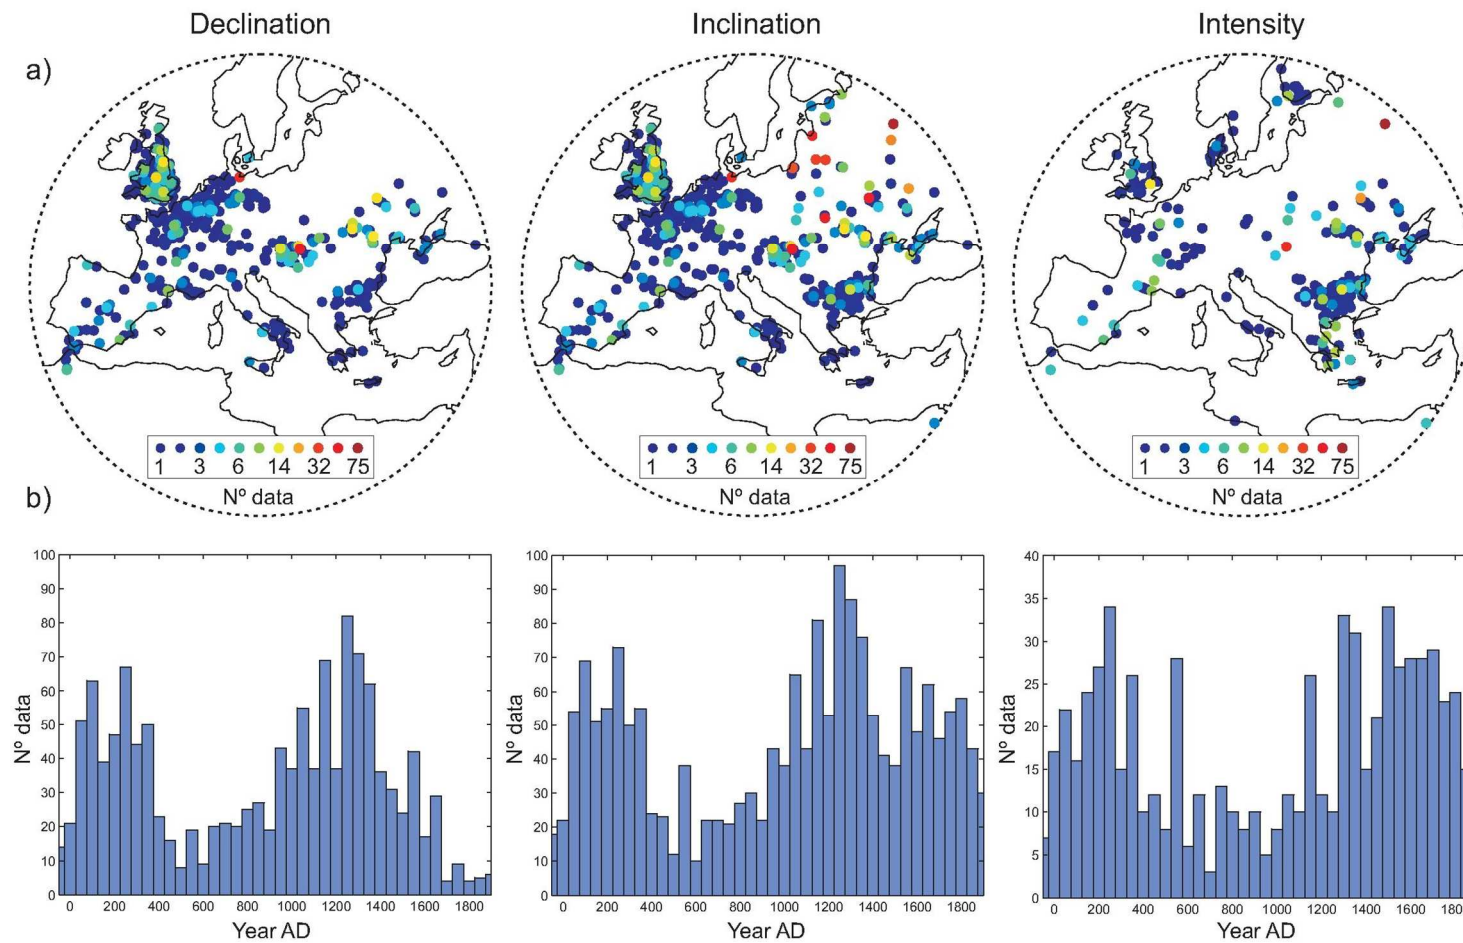 Declination Inclination Intensity
a)
1 3 6 14 32 75 1 3 6 14 32 75 1 3 6 14 32 75
Nº data Nº data Nº data
b)
100 100 40
90 90 35
80 80 30
70 70 25
60 60 20
50 50 15
40 40 10
30 30 5
20 20 0
10 10
0 0
Nº data Nº data Nº data
0 200 400 600 800 1000 1200 1400 1600 1800 0 200 400 600 800 1000 1200 1400 1600 1800 0 200 400 600 800 1000 1200 1400 1600 180
Year AD Year AD Year AD